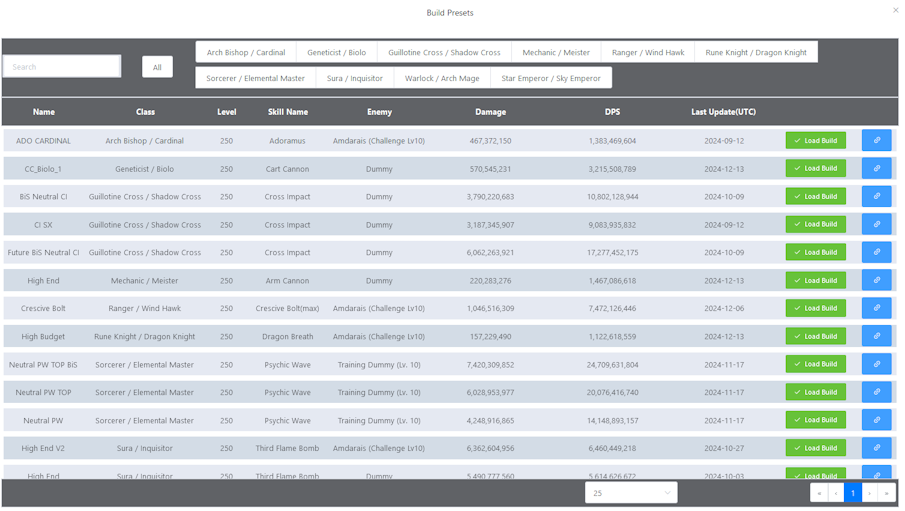 Build Presets
×
Search
All
Arch Bishop / Cardinal Geneticist / Biolo Guillotine Cross / Shadow Cross Mechanic / Meister Ranger / Wind Hawk Rune Knight / Dragon Knight
Sorcerer / Elemental Master Sura / Inquisitor Warlock / Arch Mage Star Emperor / Sky Emperor
Name Class Level Skill Name Enemy Damage DPS Last Update(UTC)
ADO CARDINAL Arch Bishop / Cardinal 250 Adoramus Amdarais (Challenge Lv10) 467,372,150 1,383,469,604 2024-09-12 Load Build
CC_Biolo_1 Geneticist / Biolo 250 Cart Cannon Dummy 570,545,231 3,215,508,789 2024-12-13 Load Build
BiS Neutral CI Guillotine Cross / Shadow Cross 250 Cross Impact Dummy 3,790,220,683 10,802,128,944 2024-10-09 Load Build
CI SX Guillotine Cross / Shadow Cross 250 Cross Impact Dummy 3,187,345,907 9,083,935,832 2024-09-12 Load Build
Future BiS Neutral CI Guillotine Cross / Shadow Cross 250 Cross Impact Dummy 6,062,263,921 17,277,452,175 2024-10-09 Load Build
High End Mechanic / Meister 250 Arm Cannon Dummy 220,283,276 1,467,086,618 2024-12-13 Load Build
Crescive Bolt Ranger / Wind Hawk 250 Crescive Bolt(max) Amdarais (Challenge Lv10) 1,046,516,309 7,472,126,446 2024-12-06 Load Build
High Budget Rune Knight / Dragon Knight 250 Dragon Breath Amdarais (Challenge Lv10) 157,229,490 1,122,618,559 2024-12-13 Load Build
Neutral PW TOP BiS Sorcerer / Elemental Master 250 Psychic Wave Training Dummy (Lv. 10) 7,420,309,852 24,709,631,804 2024-11-17 Load Build
Neutral PW TOP Sorcerer / Elemental Master 250 Psychic Wave Training Dummy (Lv. 10) 6,028,953,977 20,076,416,740 2024-11-17 Load Build
Neutral PW Sorcerer / Elemental Master 250 Psychic Wave Training Dummy (Lv. 10) 4,248,916,865 14,148,893,157 2024-11-17 Load Build
High End V2 Sura / Inquisitor 250 Third Flame Bomb Amdarais (Challenge Lv10) 6,362,604,956 6,460,449,218 2024-10-27 Load Build
High End Sura / Inquisitor 250 Third Flame Bomb Dummy 5,490,777,560 5,614,626,672 2024-10-03 Load Build
25
« ‹ 1 › »